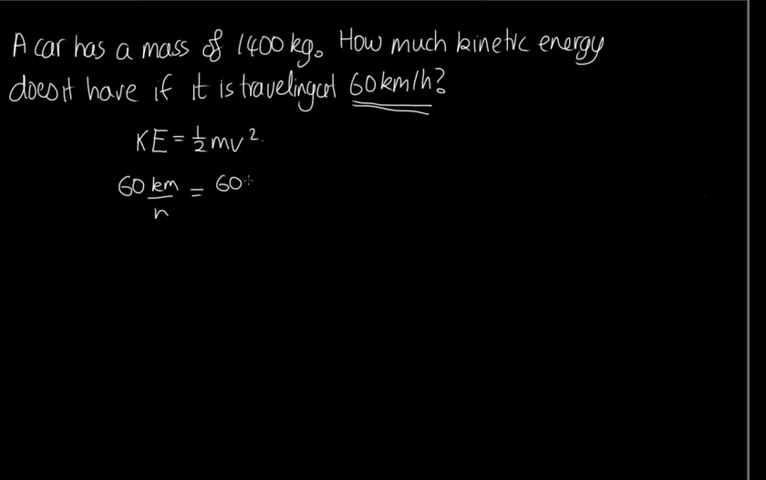 A car has a mass of 1400 kg. How much kinetic energy
does it have if it is traveling at 60 km/h?
KE = ½mv².
60 km/h = 60